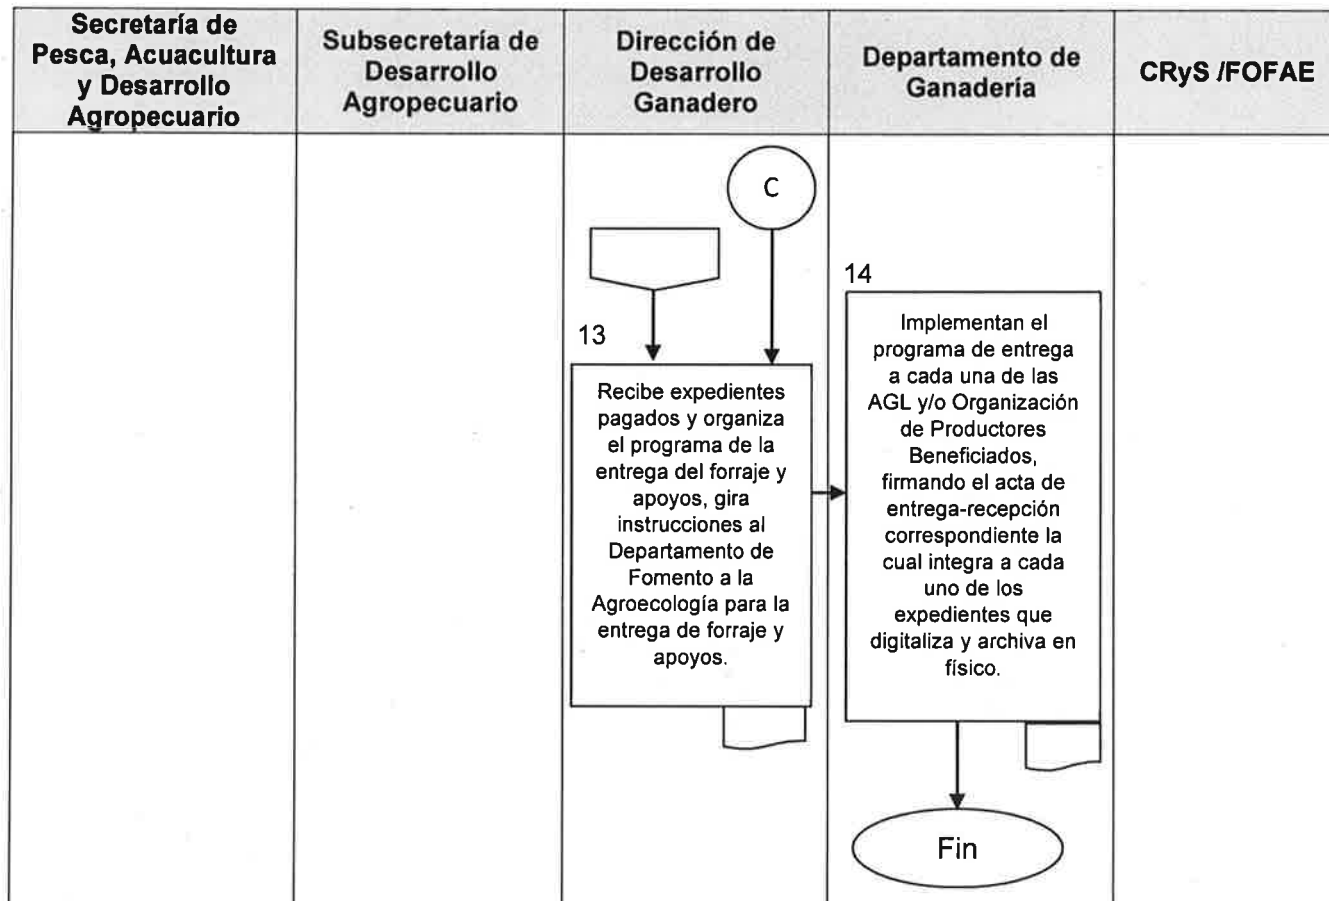 Secretaría de
Pesca, Acuacultura
y Desarrollo
Agropecuario
Subsecretaría de
Desarrollo
Agropecuario
Dirección de
Desarrollo
Ganadero
Departamento de
Ganadería
CRyS /FOFAE
C
13
Recibe expedientes
pagados y organiza
el programa de la
entrega del forraje y
apoyos, gira
instrucciones al
Departamento de
Fomento a la
Agroecología para la
entrega de forraje y
apoyos.
14
Implementan el
programa de entrega
a cada una de las
AGL y/o Organización
de Productores
Beneficiados,
firmando el acta de
entrega-recepción
correspondiente la
cual integra a cada
uno de los
expedientes que
digitaliza y archiva en
físico.
Fin